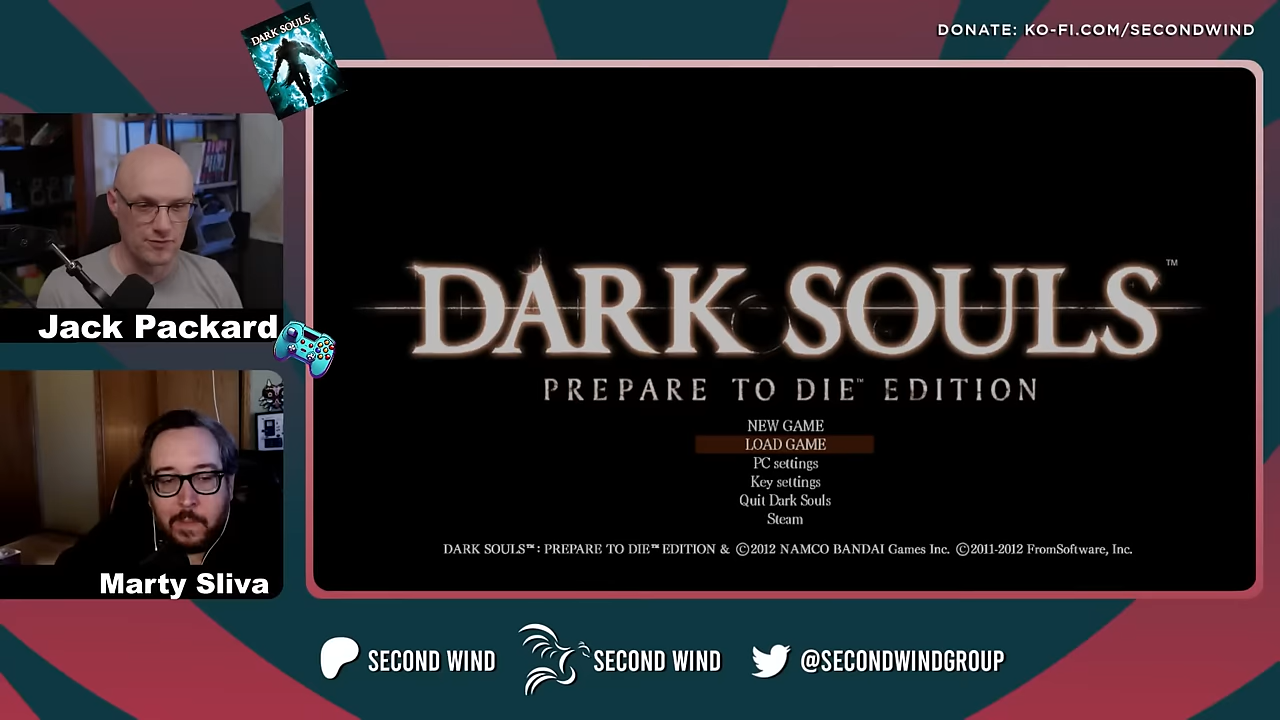 DONATE: KO-FI.COM/SECONDWIND
DARK SOULS
Jack Packard
Marty Sliva
DARK SOULS™
PREPARE TO DIE™ EDITION
NEW GAME
LOAD GAME
PC settings
Key settings
Quit Dark Souls
Steam
DARK SOULS™: PREPARE TO DIE™ EDITION & ©2012 NAMCO BANDAI Games Inc. ©2011-2012 FromSoftware, Inc.
SECOND WIND
SECOND WIND
@SECONDWINDGROUP